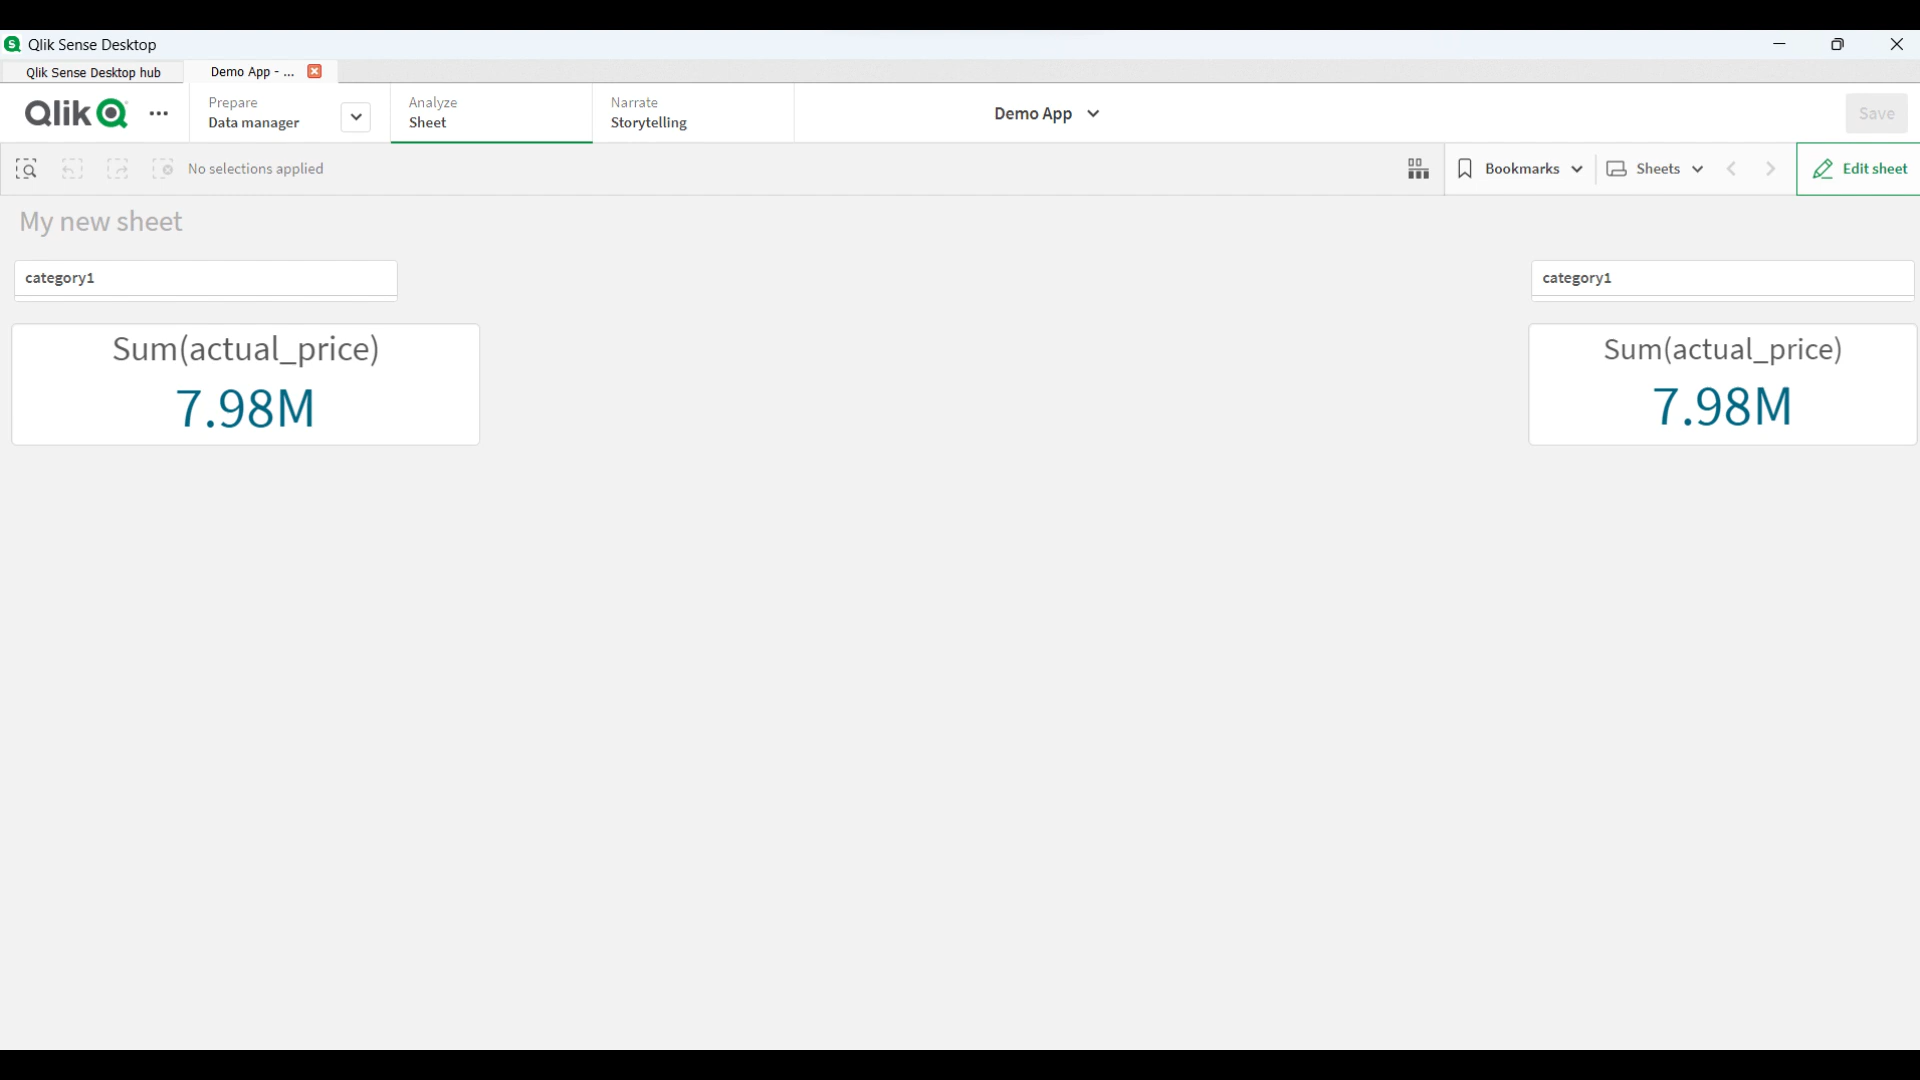 Qlik Sense Desktop
Qlik Sense Desktop hub
Demo App - ...
Qlik
Prepare
Data manager
Analyze
Sheet
Narrate
Storytelling
Demo App
Save
No selections applied
Bookmarks
Sheets
Edit sheet
My new sheet
category1
category1
Sum(actual_price)
7.98M
Sum(actual_price)
7.98M